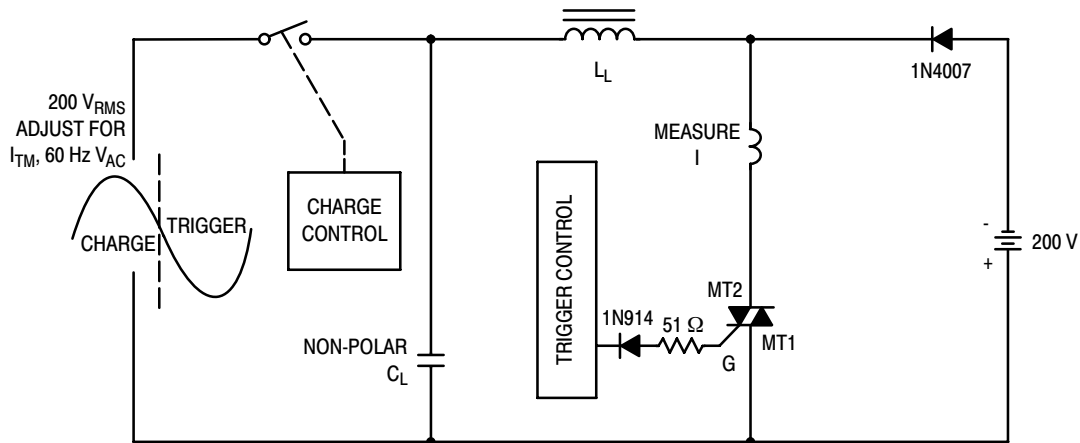 L_L
1N4007
200 V_RMS
ADJUST FOR
I_TM, 60 Hz V_AC
MEASURE
I
CHARGE
TRIGGER
CHARGE
CONTROL
TRIGGER CONTROL
-
+
200 V
MT2
1N914
51 Ω
MT1
G
NON-POLAR
C_L